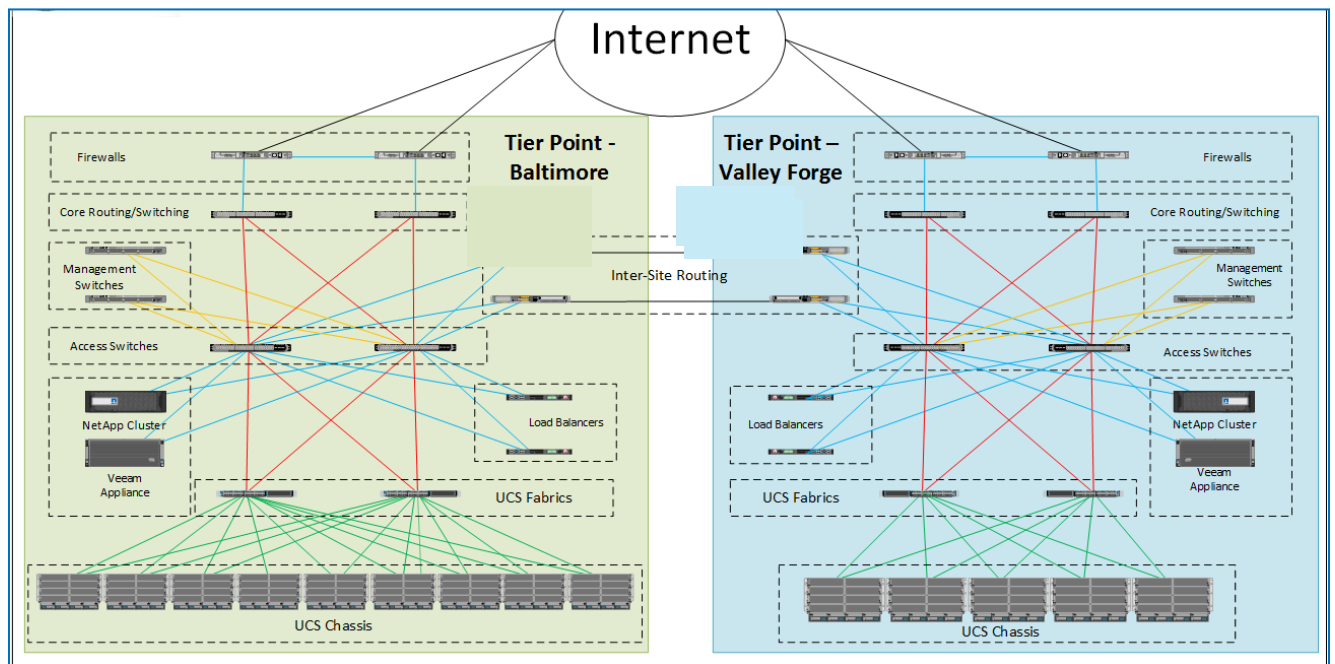 Internet
Tier Point -
Baltimore
Firewalls
Core Routing/Switching
Management
Switches
Access Switches
NetApp Cluster
Veeam
Appliance
Load Balancers
UCS Fabrics
UCS Chassis
Inter-Site Routing
Tier Point –
Valley Forge
Firewalls
Core Routing/Switching
Management
Switches
Access Switches
Load Balancers
NetApp Cluster
Veeam
Appliance
UCS Fabrics
UCS Chassis